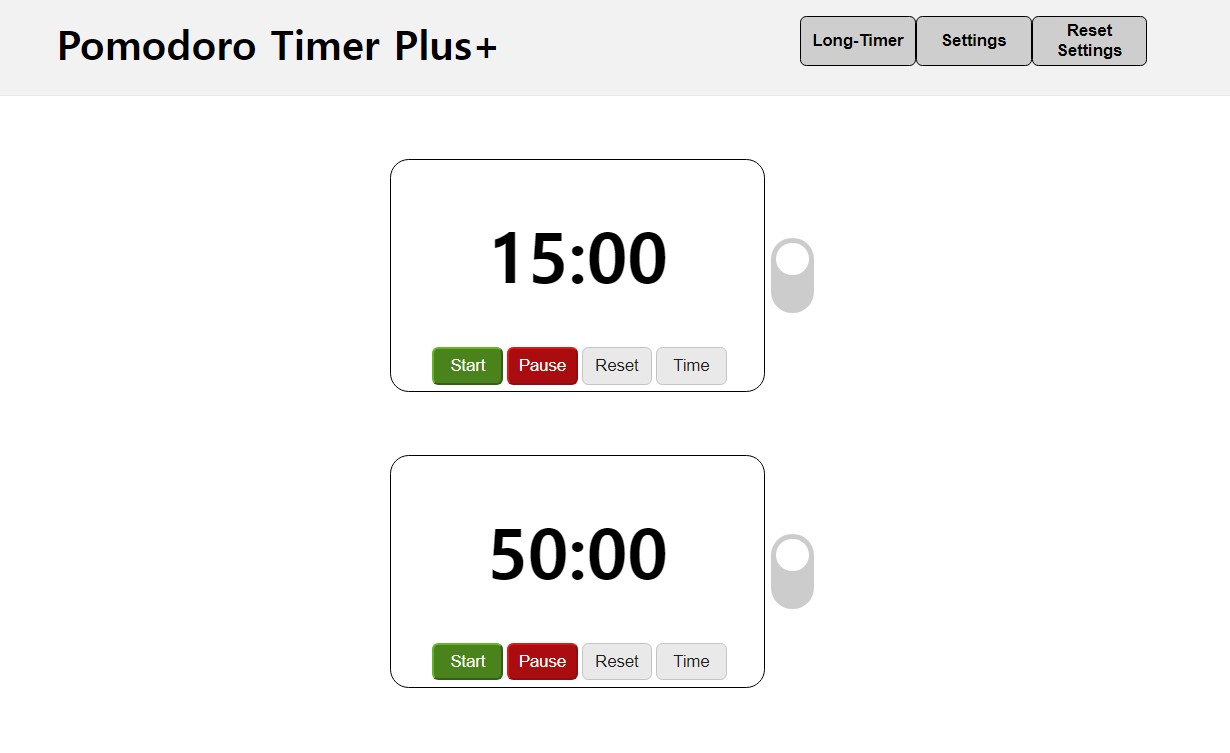 Pomodoro Timer Plus+
Long-Timer
Settings
Reset
Settings
15:00
Start Pause Reset Time
50:00
Start Pause Reset Time